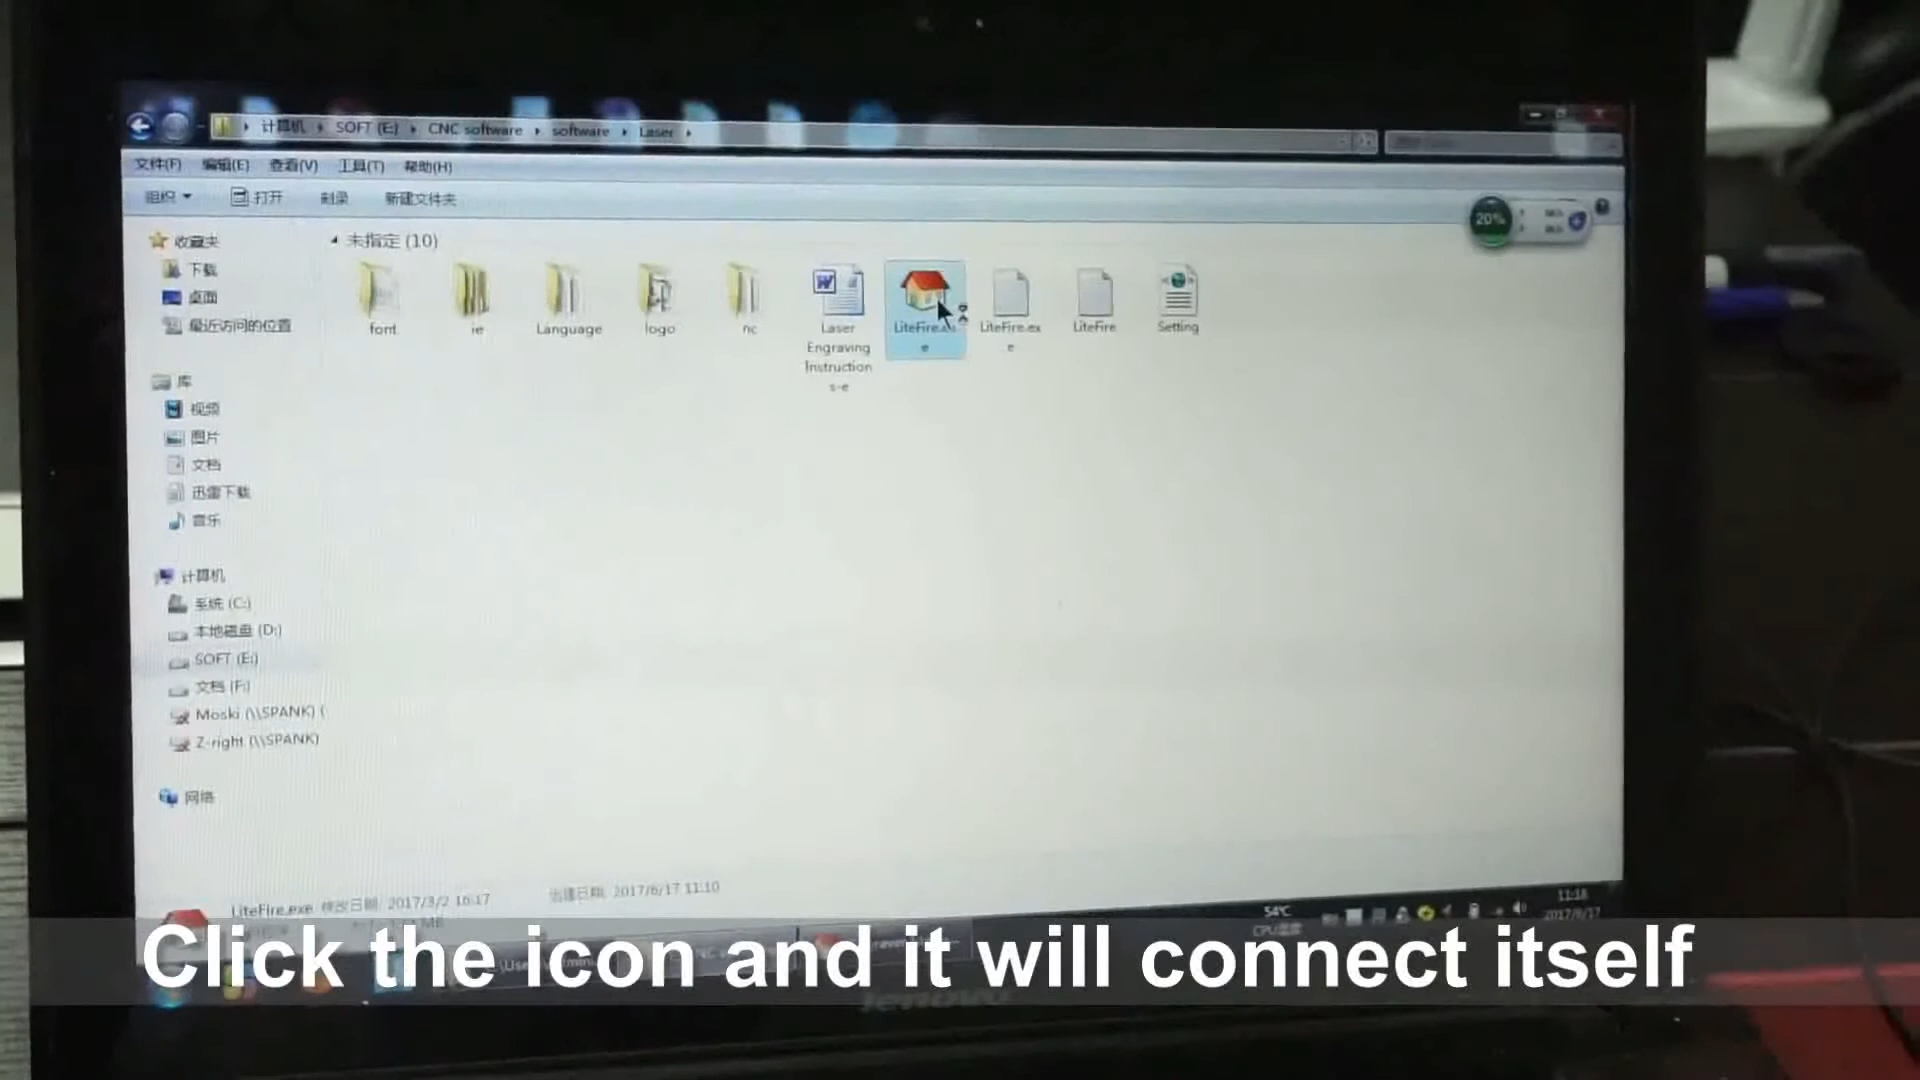 计算机 SOFT (E:) CNC software software Laser
文件(F) 编辑(E) 查看(V) 工具(T) 帮助(H)
组织 打开 刻录 新建文件夹
20%
收藏夹
下载
桌面
最近访问的位置
库
视频
图片
文档
迅雷下载
音乐
计算机
系统 (C:)
本地磁盘 (D:)
SOFT (E:)
文档 (F:)
Moski (\\SPANK) (
Z-right (\\SPANK)
网络
未指定 (10)
font
ie
Language
logo
nc
Laser
Engraving
Instruction
s-e
LiteFire.ex
e
LiteFire.ex
e
LiteFire
Setting
LiteFire.exe 修改日期: 2017/3/2 16:17 创建日期: 2017/6/17 11:10
54℃
CPU温度
11:18
2017/6/17
Click the icon and it will connect itself
lenovo